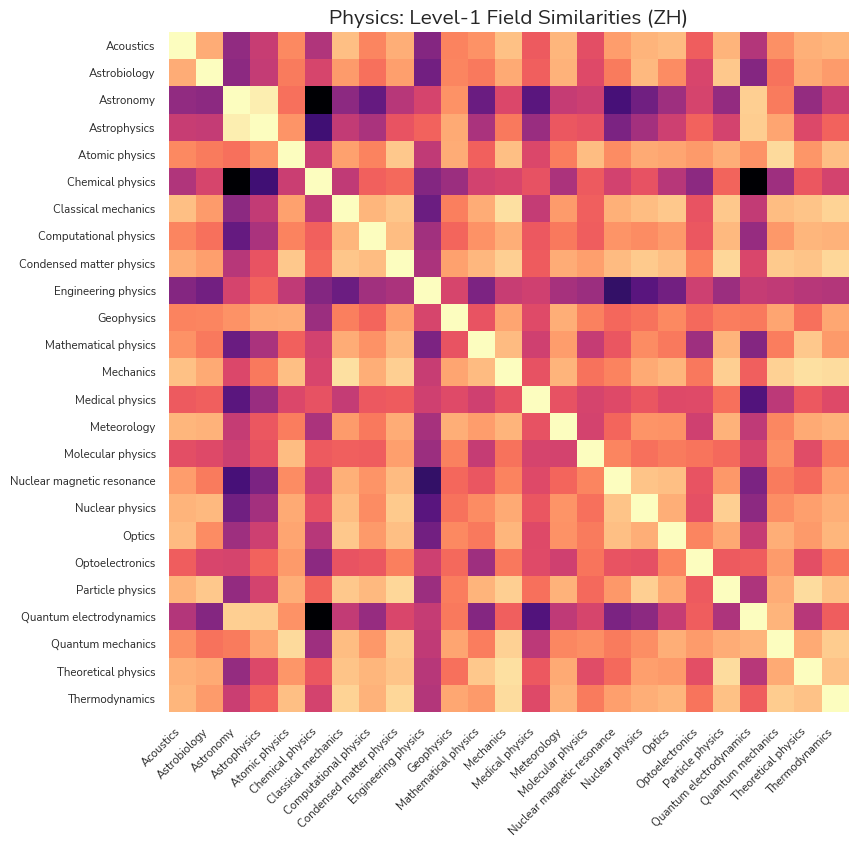 Physics: Level-1 Field Similarities (ZH)
Acoustics
Astrobiology
Astronomy
Astrophysics
Atomic physics
Chemical physics
Classical mechanics
Computational physics
Condensed matter physics
Engineering physics
Geophysics
Mathematical physics
Mechanics
Medical physics
Meteorology
Molecular physics
Nuclear magnetic resonance
Nuclear physics
Optics
Optoelectronics
Particle physics
Quantum electrodynamics
Quantum mechanics
Theoretical physics
Thermodynamics
Acoustics
Astrobiology
Astronomy
Astrophysics
Atomic physics
Chemical physics
Classical mechanics
Computational physics
Condensed matter physics
Engineering physics
Geophysics
Mathematical physics
Mechanics
Medical physics
Meteorology
Molecular physics
Nuclear magnetic resonance
Nuclear physics
Optics
Optoelectronics
Particle physics
Quantum electrodynamics
Quantum mechanics
Theoretical physics
Thermodynamics